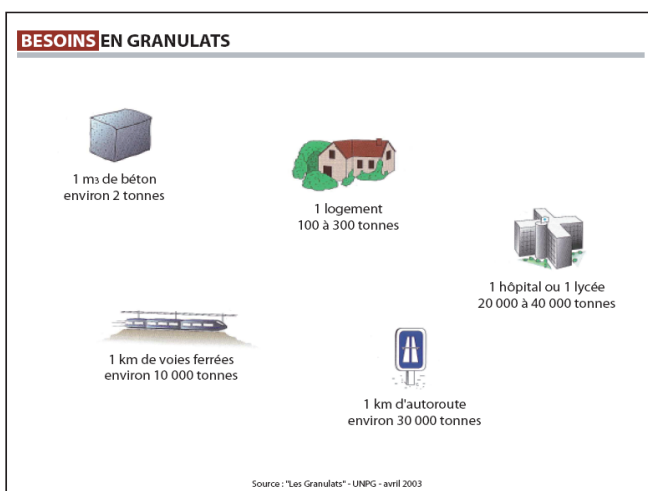 BESOINS EN GRANULATS
1 m3 de béton
environ 2 tonnes
1 logement
100 à 300 tonnes
1 hôpital ou 1 lycée
20 000 à 40 000 tonnes
1 km de voies ferrées
environ 10 000 tonnes
1 km d'autoroute
environ 30 000 tonnes
Source : "Les Granulats" - UNPG - avril 2003